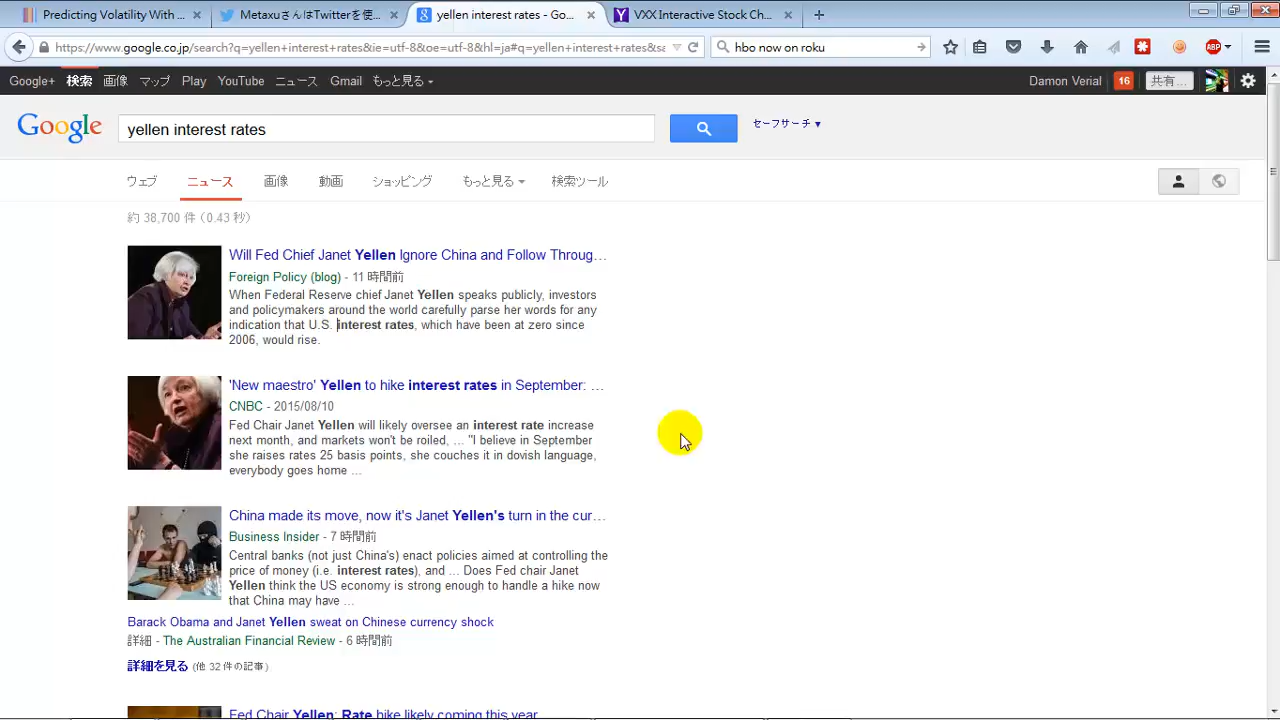 Predicting Volatility With ...
MetaxuさんはTwitterを使...
yellen interest rates - Go...
VXX Interactive Stock Ch...
https://www.google.co.jp/search?q=yellen+interest+rates&ie=utf-8&oe=utf-8&hl=ja#q=yellen+interest+rates&sa
hbo now on roku
ABP
Google+ 検索 画像 マップ Play YouTube ニュース Gmail もっと見る
Damon Verial 16 共有...
Google
yellen interest rates
セーフサーチ
ウェブ ニュース 画像 動画 ショッピング もっと見る 検索ツール
約 38,700 件 (0.43 秒)
Will Fed Chief Janet Yellen Ignore China and Follow Throug...
Foreign Policy (blog) - 11 時間前
When Federal Reserve chief Janet Yellen speaks publicly, investors
and policymakers around the world carefully parse her words for any
indication that U.S. interest rates, which have been at zero since
2006, would rise.
'New maestro' Yellen to hike interest rates in September: ...
CNBC - 2015/08/10
Fed Chair Janet Yellen will likely oversee an interest rate increase
next month, and markets won't be roiled, ... "I believe in September
she raises rates 25 basis points, she couches it in dovish language,
everybody goes home ...
China made its move, now it's Janet Yellen's turn in the cur...
Business Insider - 7 時間前
Central banks (not just China's) enact policies aimed at controlling the
price of money (i.e. interest rates), and ... Does Fed chair Janet
Yellen think the US economy is strong enough to handle a hike now
that China may have ...
Barack Obama and Janet Yellen sweat on Chinese currency shock
詳細 - The Australian Financial Review - 6 時間前
詳細を見る (他 32 件の記事)
Fed Chair Yellen: Rate hike likely coming this year